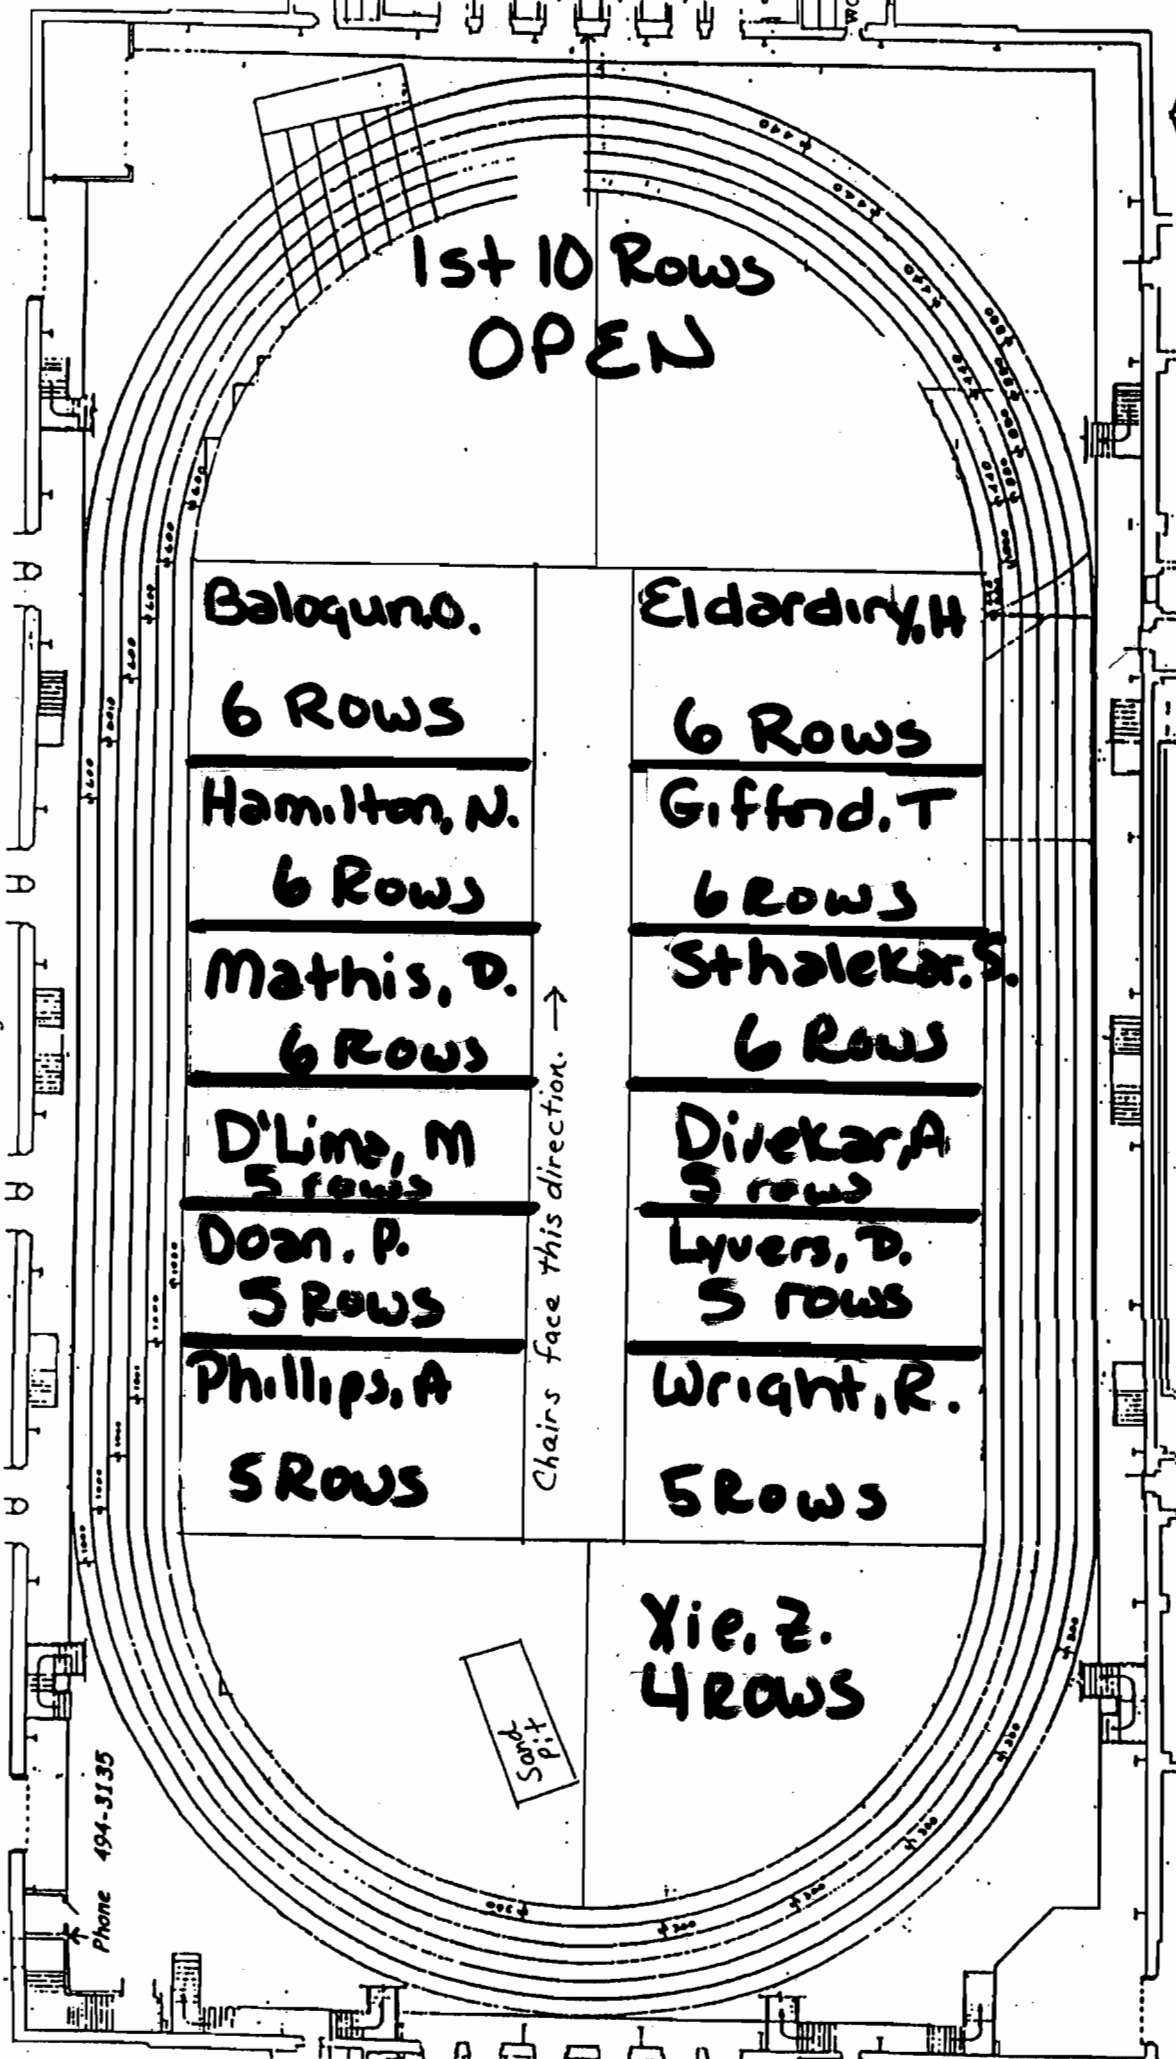 WO
1st 10 Rows
OPEN
Balogun.O.
6 Rows
Eldardiry, H
6 Rows
Hamilton, N.
6 Rows
Gifford. T
6 Rows
Mathis, D.
6 Rows
Sthalekar. S.
6 Rows
D'Lima, M
5 rows
Divekar, A
5 rows
Doan. P.
5 Rows
Lyvers, D.
5 rows
Phillips, A
5 Rows
Wright, R.
5 Rows
Chairs face this direction. →
Xie, Z.
4 Rows
Sand
pit
Phone 494-3135